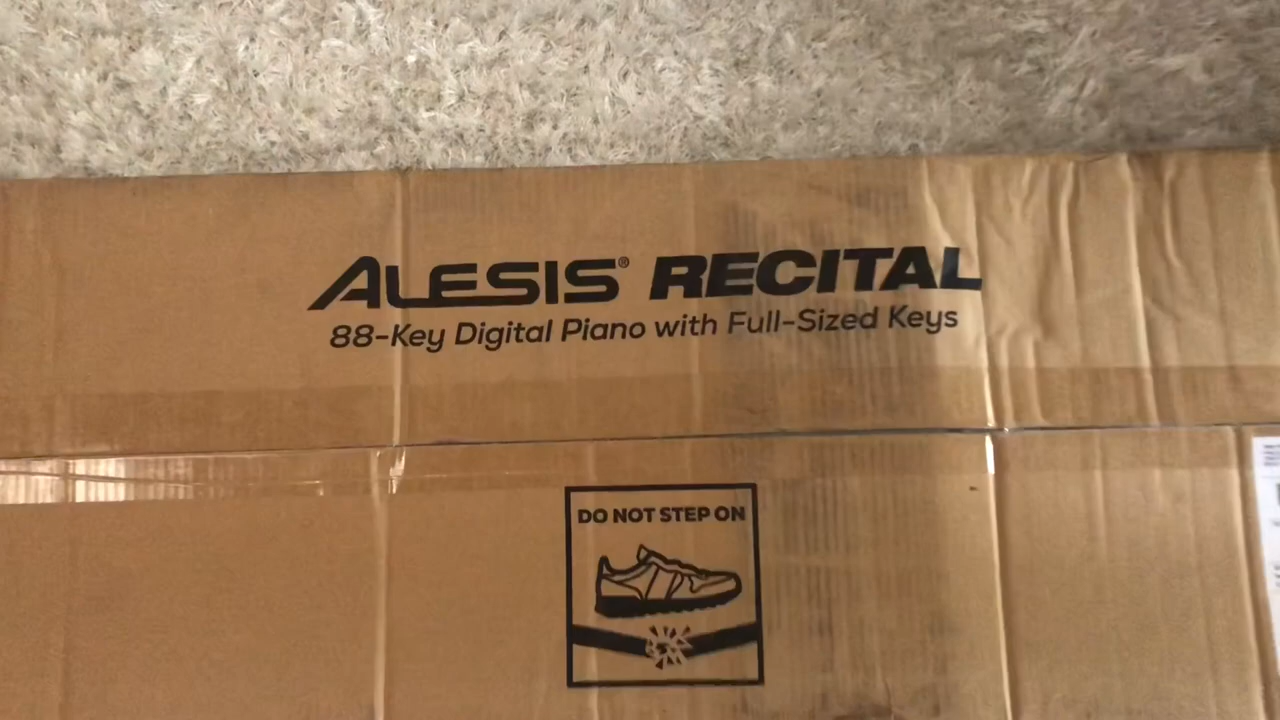 ALESIS® RECITAL
88-Key Digital Piano with Full-Sized Keys
DO NOT STEP ON